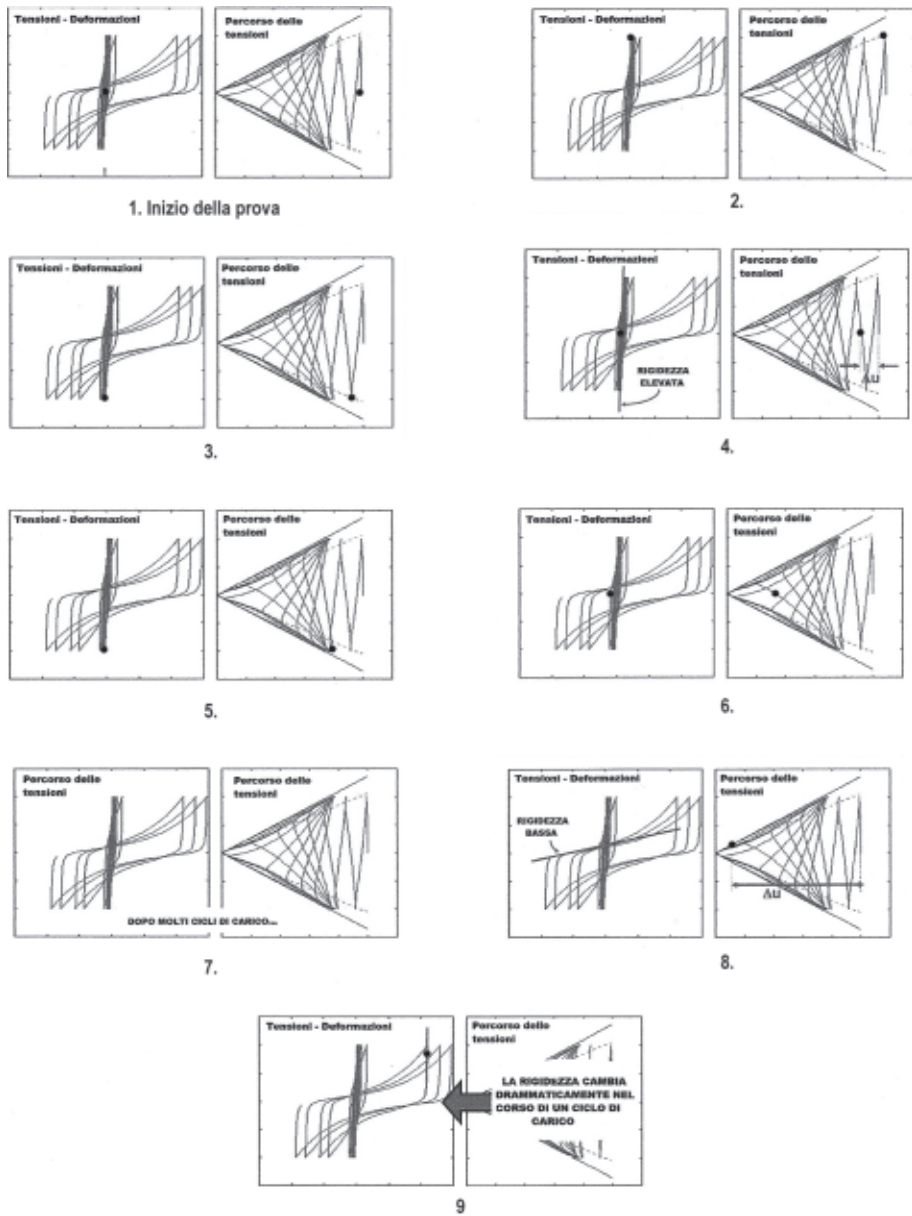 Tensioni - Deformazioni
Percorso delle
tensioni
1. Inizio della prova
Tensioni - Deformazioni
Percorso delle
tensioni
2.
Tensioni - Deformazioni
Percorso delle
tensioni
3.
Tensioni - Deformazioni
RIGIDEZZA
ELEVATA
Percorso delle
tensioni
Δu
4.
Tensioni - Deformazioni
Percorso delle
tensioni
5.
Tensioni - Deformazioni
Percorso delle
tensioni
6.
Percorso delle
tensioni
Percorso delle
tensioni
DOPO MOLTI CICLI DI CARICO...
7.
Tensioni - Deformazioni
RIGIDEZZA
BASSA
Percorso delle
tensioni
Δu
8.
Tensioni - Deformazioni
Percorso delle
tensioni
LA RIGIDEZZA CAMBIA
DRAMMATICAMENTE NEL
CORSO DI UN CICLO DI
CARICO
9